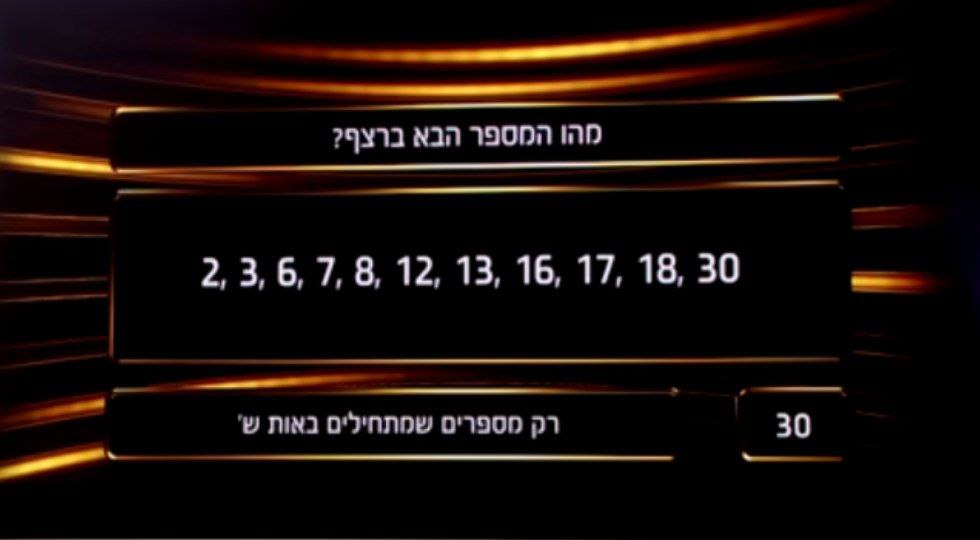 מהו המספר הבא ברצף?
2, 3, 6, 7, 8, 12, 13, 16, 17, 18, 30
רק מספרים שמתחילים באות ש'
30